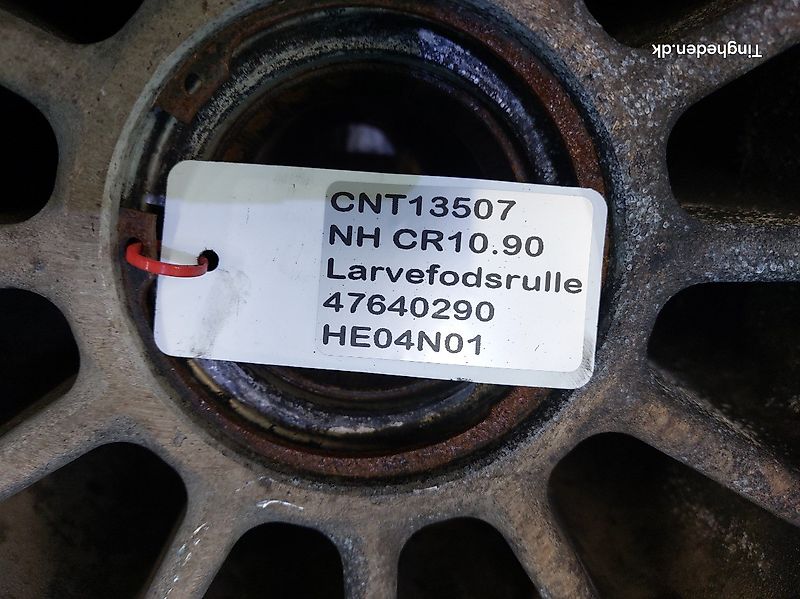 Tingheden.dk
CNT13507
NH CR10.90
Larvefodsrulle
47640290
HE04N01